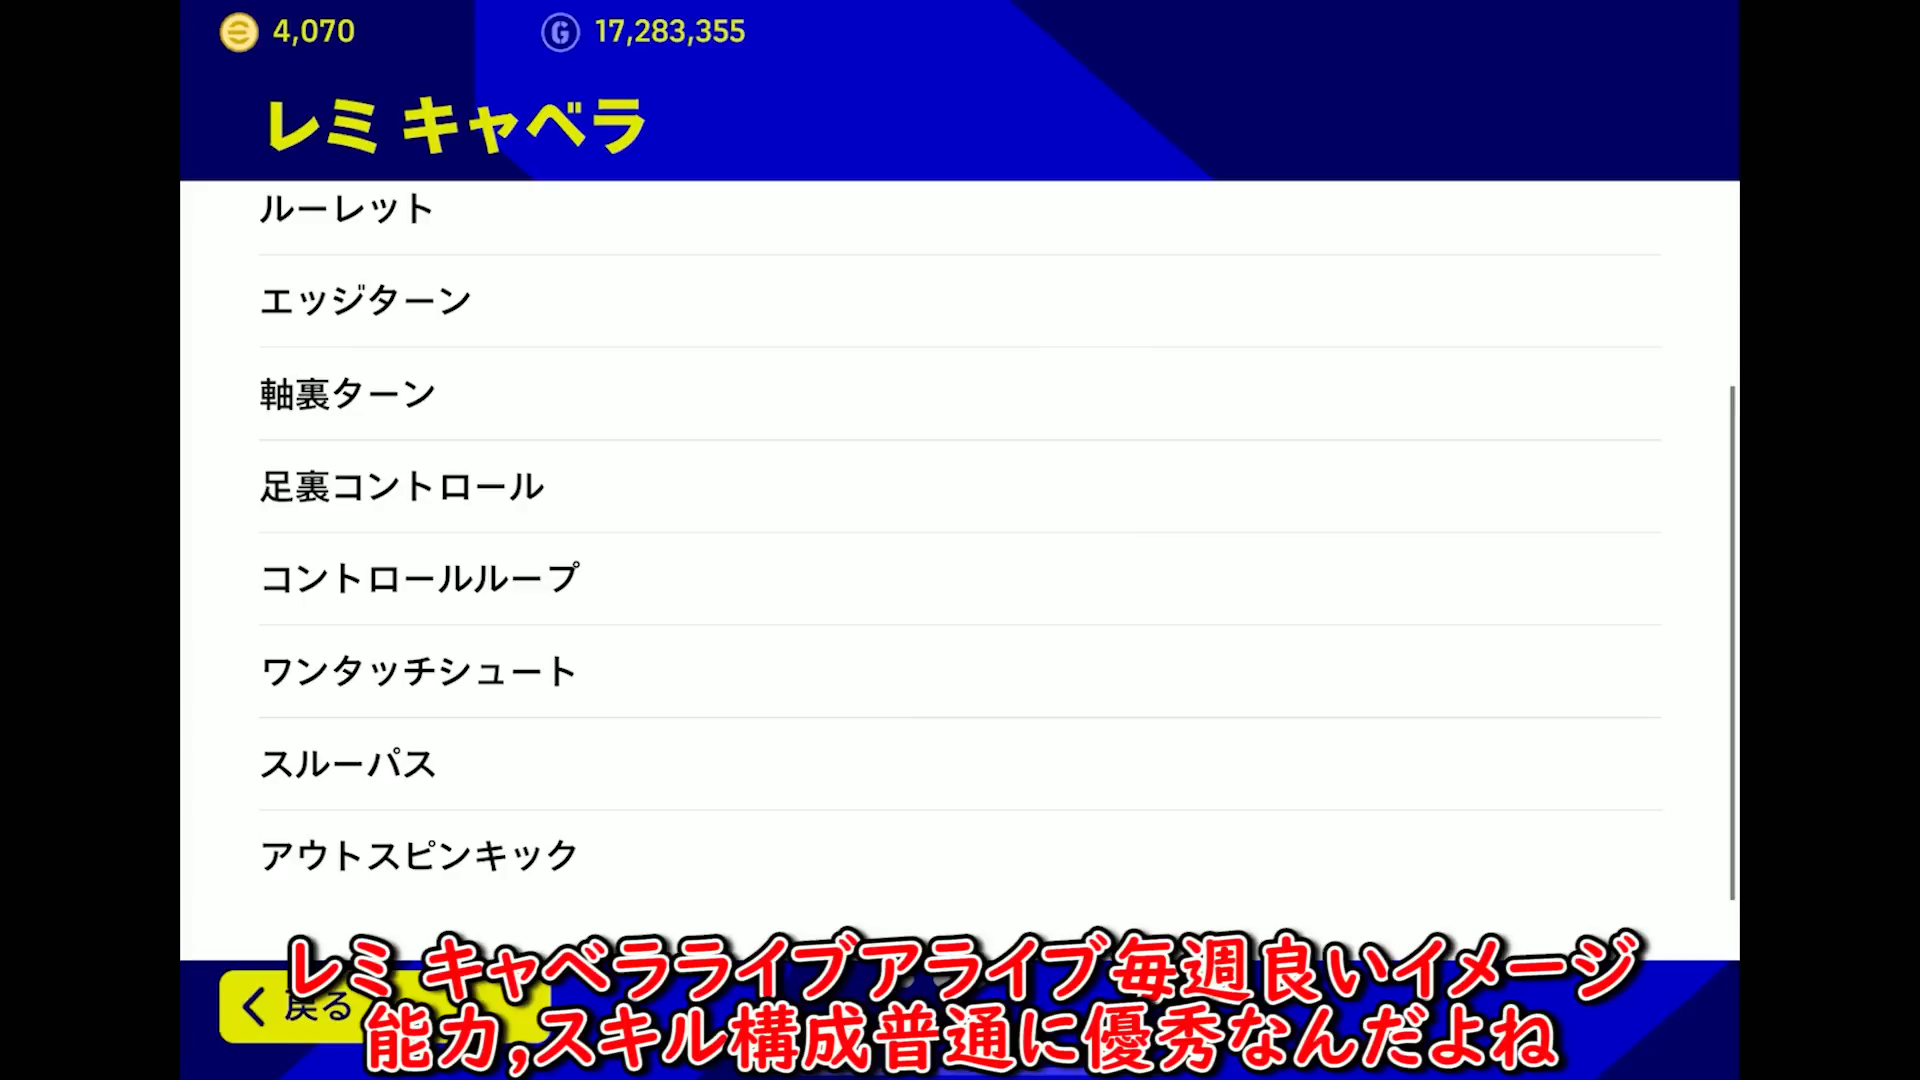 4,070
17,283,355
レミ キャベラ
ルーレット
エッジターン
軸裏ターン
足裏コントロール
コントロールループ
ワンタッチシュート
スルーパス
アウトスピンキック
戻る
レミ キャベラライブアライブ毎週良いイメージ
能力,スキル構成普通に優秀なんだよね